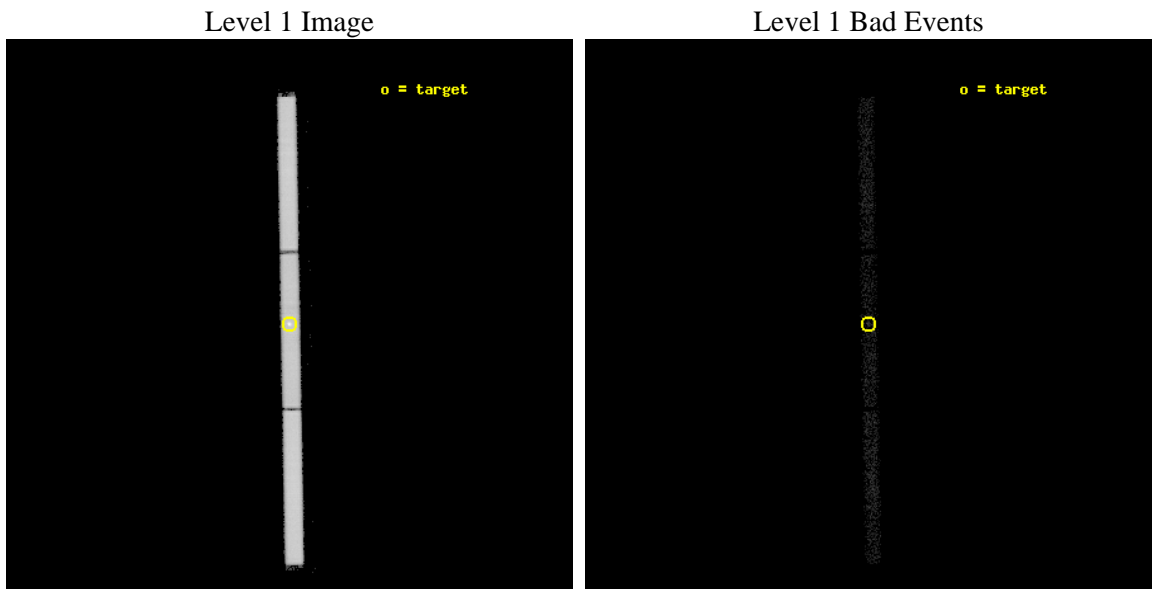 Level 1 Image
Level 1 Bad Events
o = target
o = target